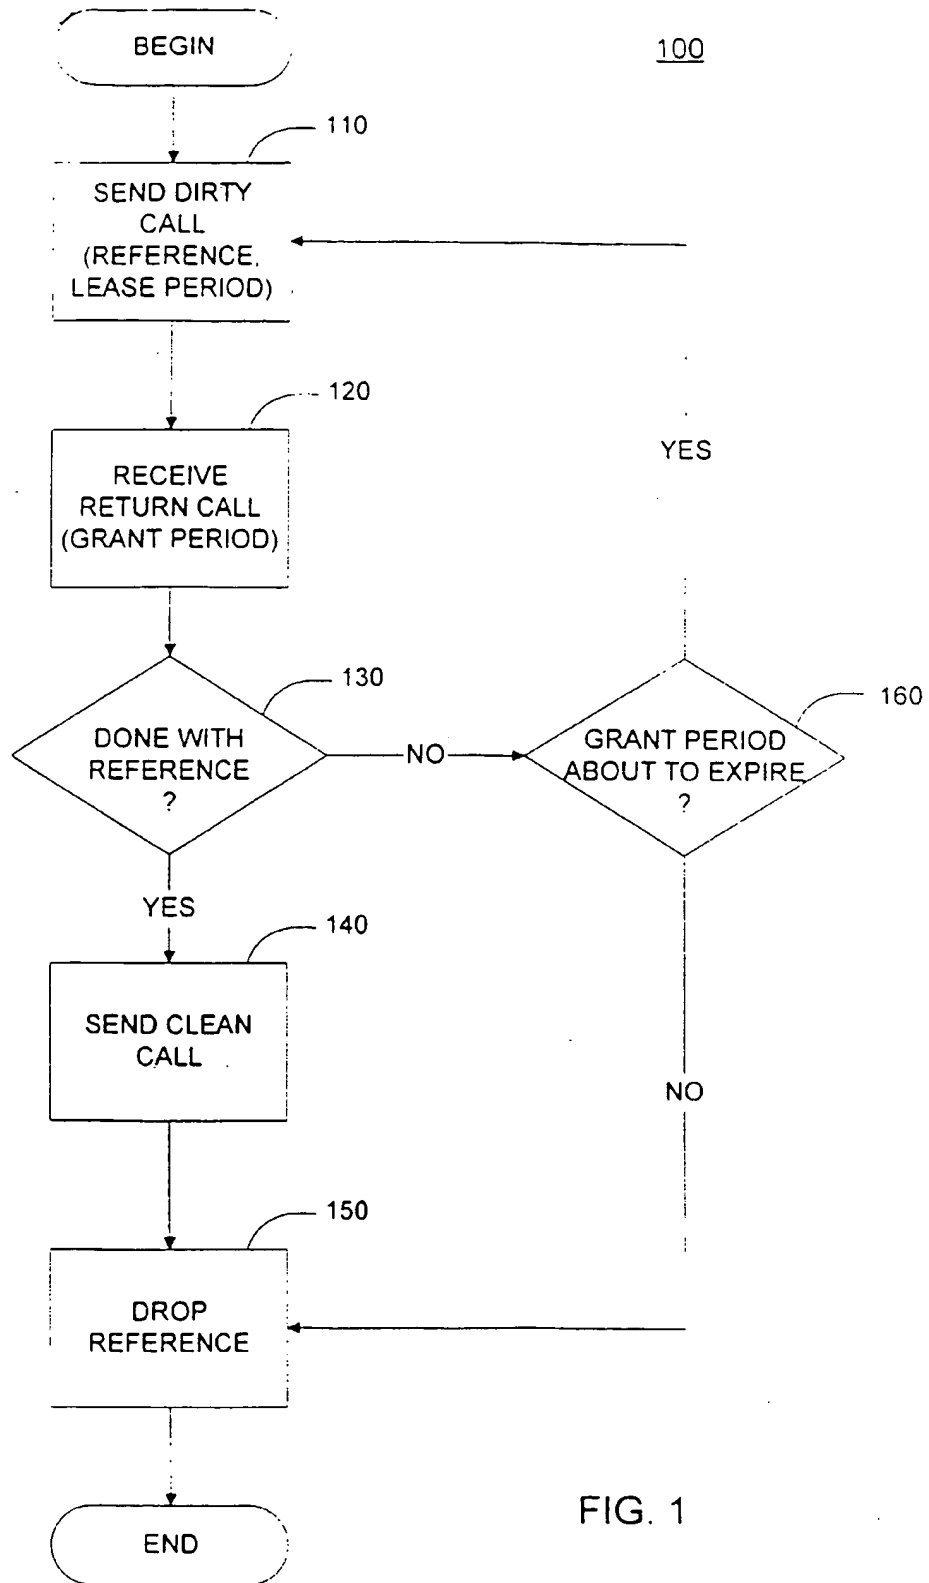 BEGIN
100
110
SEND DIRTY
CALL
(REFERENCE,
LEASE PERIOD)
120
RECEIVE
RETURN CALL
(GRANT PERIOD)
YES
130
DONE WITH
REFERENCE
?
NO
160
GRANT PERIOD
ABOUT TO EXPIRE
?
YES
140
SEND CLEAN
CALL
NO
150
DROP
REFERENCE
END
FIG. 1